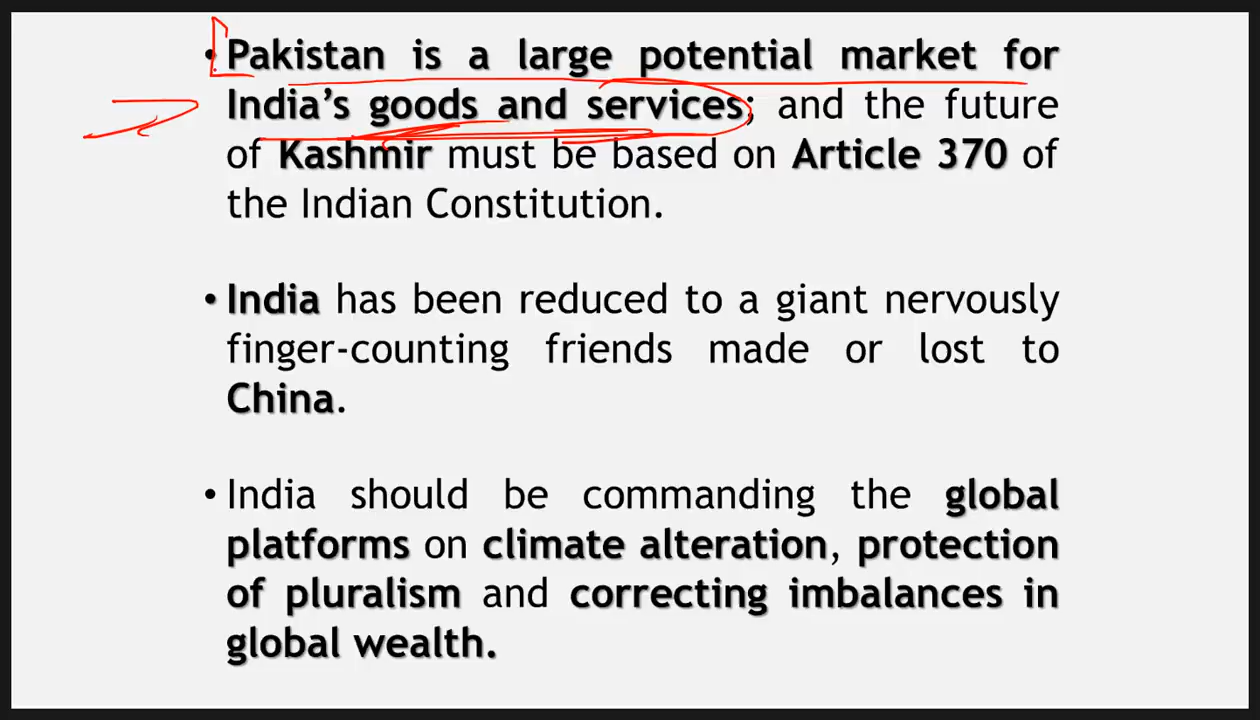 • Pakistan is a large potential market for
India’s goods and services; and the future
of Kashmir must be based on Article 370 of
the Indian Constitution.
• India has been reduced to a giant nervously
finger-counting friends made or lost to
China.
• India should be commanding the global
platforms on climate alteration, protection
of pluralism and correcting imbalances in
global wealth.